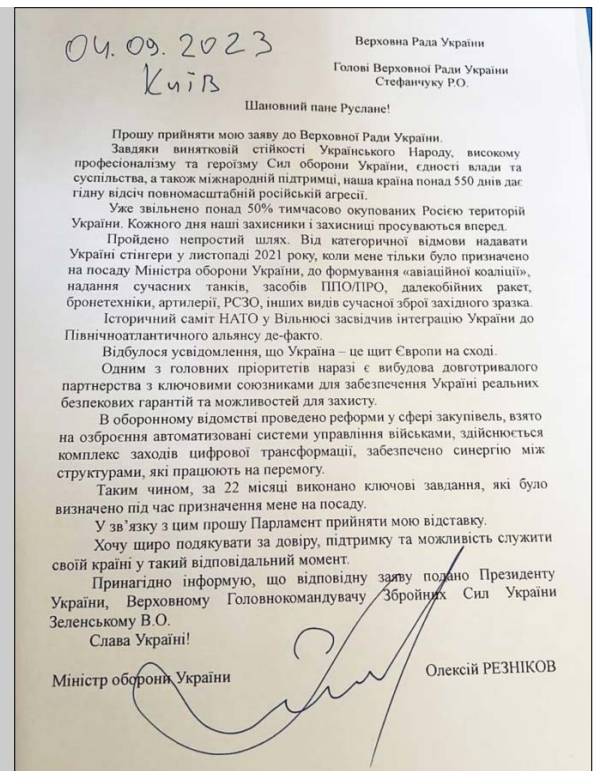 04.09.2023
Київ
Верховна Рада України
Голові Верховної Ради України
Стефанчуку Р.О.
Шановний пане Руслане!
Прошу прийняти мою заяву до Верховної Ради України.
Завдяки винятковій стійкості Українського Народу, високому
професіоналізму та героїзму Сил оборони України, єдності влади та
суспільства, а також міжнародній підтримці, наша країна понад 550 днів дає
гідну відсіч повномасштабній російській агресії.
Уже звільнено понад 50% тимчасово окупованих Росією територій
України. Кожного дня наші захисники і захисниці просуваються вперед.
Пройдено непростий шлях. Від категоричної відмови надавати
Україні стінгери у листопаді 2021 року, коли мене тільки було призначено
на посаду Міністра оборони України, до формування «авіаційної коаліції»,
надання сучасних танків, засобів ППО/ПРО, далекобійних ракет,
бронетехніки, артилерії, РСЗО, інших видів сучасної зброї західного зразка.
Історичний саміт НАТО у Вільнюсі засвідчив інтеграцію України до
Північноатлантичного альянсу де-факто.
Відбулося усвідомлення, що Україна – це щит Європи на сході.
Одним з головних пріоритетів наразі є вибудова довготривалого
партнерства з ключовими союзниками для забезпечення Україні реальних
безпекових гарантій та можливостей для захисту.
В оборонному відомстві проведено реформи у сфері закупівель, взято
на озброєння автоматизовані системи управління військами, здійснюється
комплекс заходів цифрової трансформації, забезпечено синергію між
структурами, які працюють на перемогу.
Таким чином, за 22 місяці виконано ключові завдання, які було
визначено під час призначення мене на посаду.
У зв’язку з цим прошу Парламент прийняти мою відставку.
Хочу щиро подякувати за довіру, підтримку та можливість служити
своїй країні у такий відповідальний момент.
Принагідно інформую, що відповідну заяву подано Президенту
України, Верховному Головнокомандувачу Збройних Сил України
Зеленському В.О.
Слава Україні!
Міністр оборони України
Олексій РЕЗНІКОВ